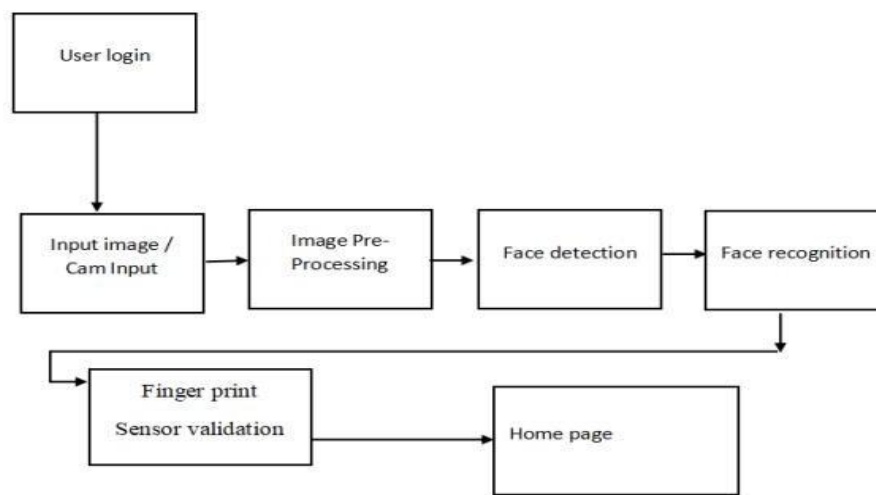 User login
Input image /
Cam Input
Image Pre-
Processing
Face detection
Face recognition
Finger print
Sensor validation
Home page